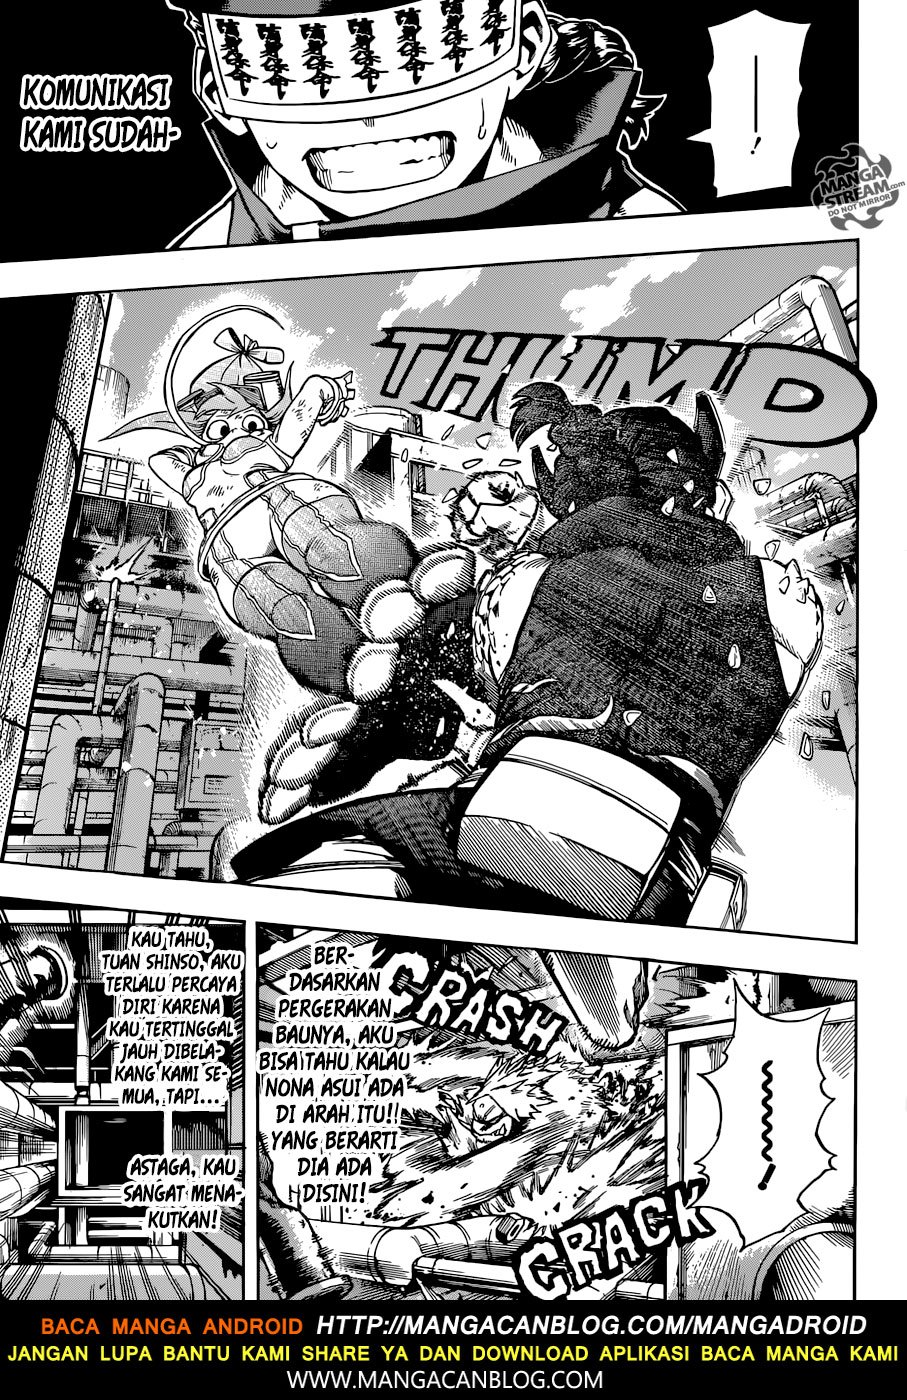 KOMUNIKASI
KAMI SUDAH-
!
MANGA
STREAM.com
DO NOT MIRROR
THUMD
BER-
DASARKAN
PERGERAKAN
BAUNYA, AKU
BISA TAHU KALAU
NONA ASUI ADA
DI ARAH ITU!!
YANG BERARTI
DIA ADA
DISINI!
CRASH
CRACK
KAU TAHU,
TUAN SHINSO, AKU
TERLALU PERCAYA
DIRI KARENA
KAU TERTINGGAL
JAUH DIBELA-
KANG KAMI SE-
MUA, TAPI...
ASTAGA, KAU
SANGAT MENA-
KUTKAN!
BACA MANGA ANDROID HTTP://MANGACANBLOG.COM/MANGADROID
JANGAN LUPA BANTU KAMI SHARE YA DAN DOWNLOAD APLIKASI BACA MANGA KAMI
WWW.MANGACANBLOG.COM